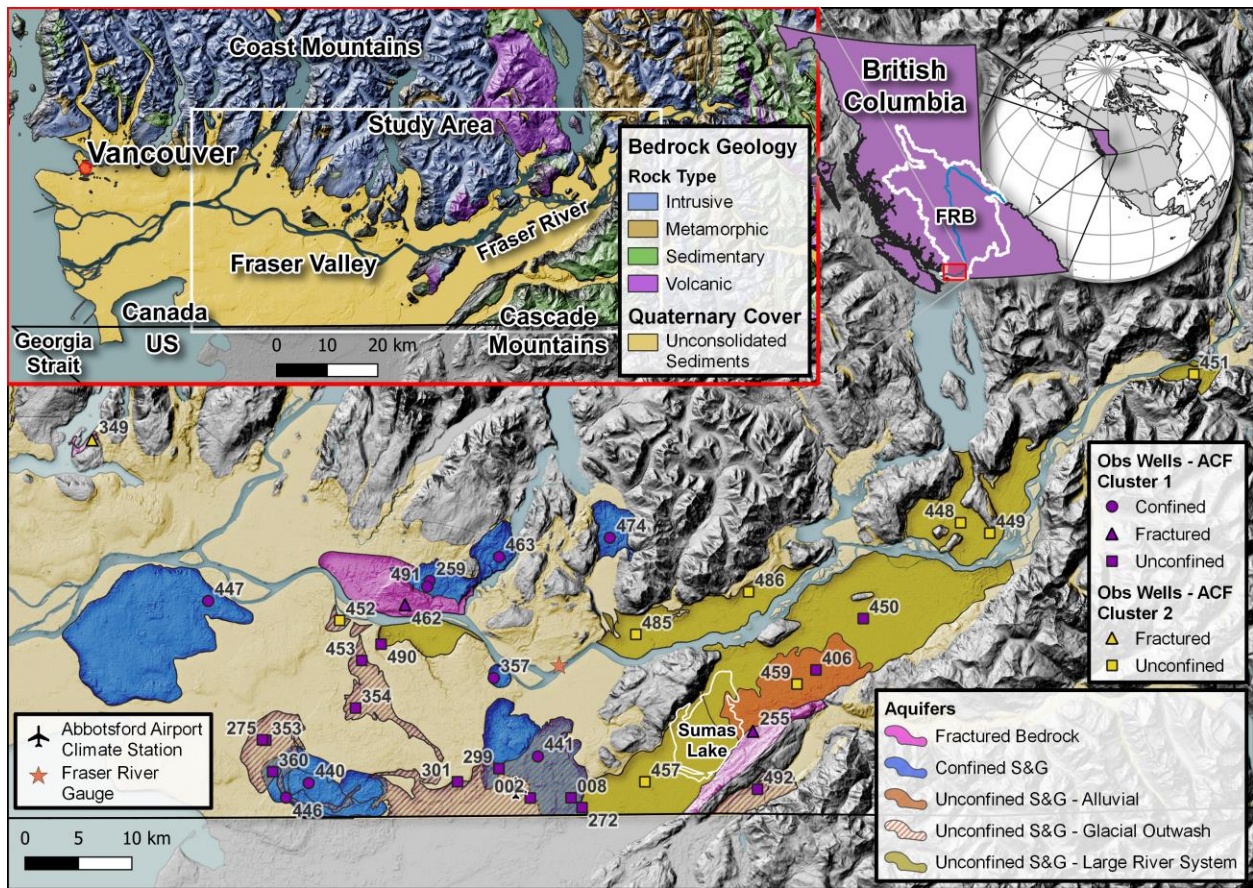 Coast Mountains
Study Area
Vancouver
Fraser Valley
Fraser River
Canada
US
Georgia
Strait
Cascade
Mountains
0 10 20 km
Bedrock Geology
Rock Type
Intrusive
Metamorphic
Sedimentary
Volcanic
Quaternary Cover
Unconsolidated
Sediments
British
Columbia
FRB
451
349
448
449
474
463
259
491
462
447
452
453
490
486
485
450
357
354
459
406
275
353
255
Sumas
Lake
360
440
446
301
299
441
002
008
272
457
492
Obs Wells - ACF
Cluster 1
Confined
Fractured
Unconfined
Obs Wells - ACF
Cluster 2
Fractured
Unconfined
Abbotsford Airport
Climate Station
Fraser River
Gauge
0 5 10 km
Aquifers
Fractured Bedrock
Confined S&G
Unconfined S&G - Alluvial
Unconfined S&G - Glacial Outwash
Unconfined S&G - Large River System